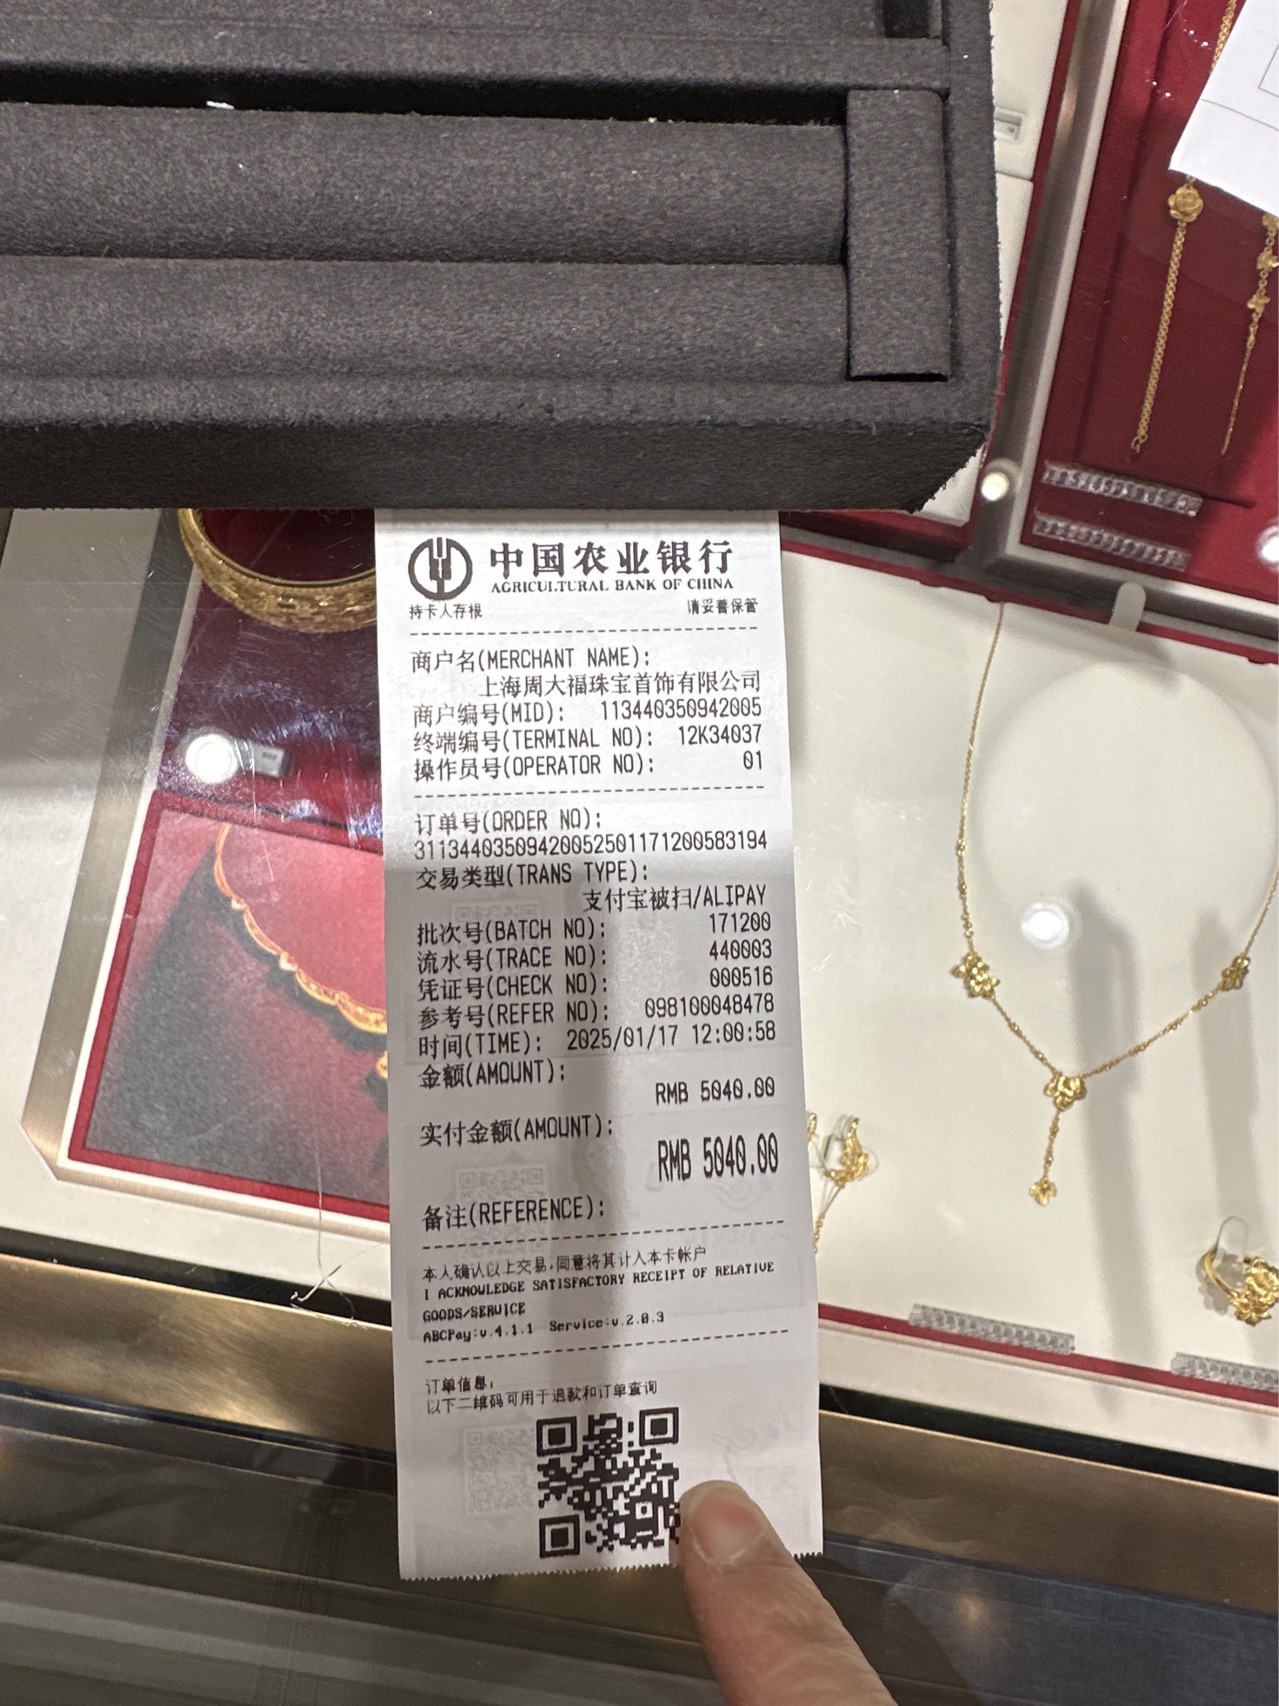 中国农业银行
AGRICULTURAL BANK OF CHINA
持卡人存根 请妥善保管
商户名(MERCHANT NAME):
上海周大福珠宝首饰有限公司
商户编号(MID): 113440350942005
终端编号(TERMINAL NO): 12K34037
操作员号(OPERATOR NO): 01
订单号(ORDER NO):
31134403509420052501171200583194
交易类型(TRANS TYPE):
支付宝被扫/ALIPAY
批次号(BATCH NO): 171200
流水号(TRACE NO): 440003
凭证号(CHECK NO): 000516
参考号(REFER NO): 098100048478
时间(TIME): 2025/01/17 12:00:58
金额(AMOUNT):
RMB 5040.00
实付金额(AMOUNT):
RMB 5040.00
备注(REFERENCE):
本人确认以上交易,同意将其计入本卡帐户
I ACKNOWLEDGE SATISFACTORY RECEIPT OF RELATIVE
GOODS/SERVICE
ABCPay:v.4.1.1 Service:v.2.0.3
订单信息:
以下二维码可用于退款和订单查询